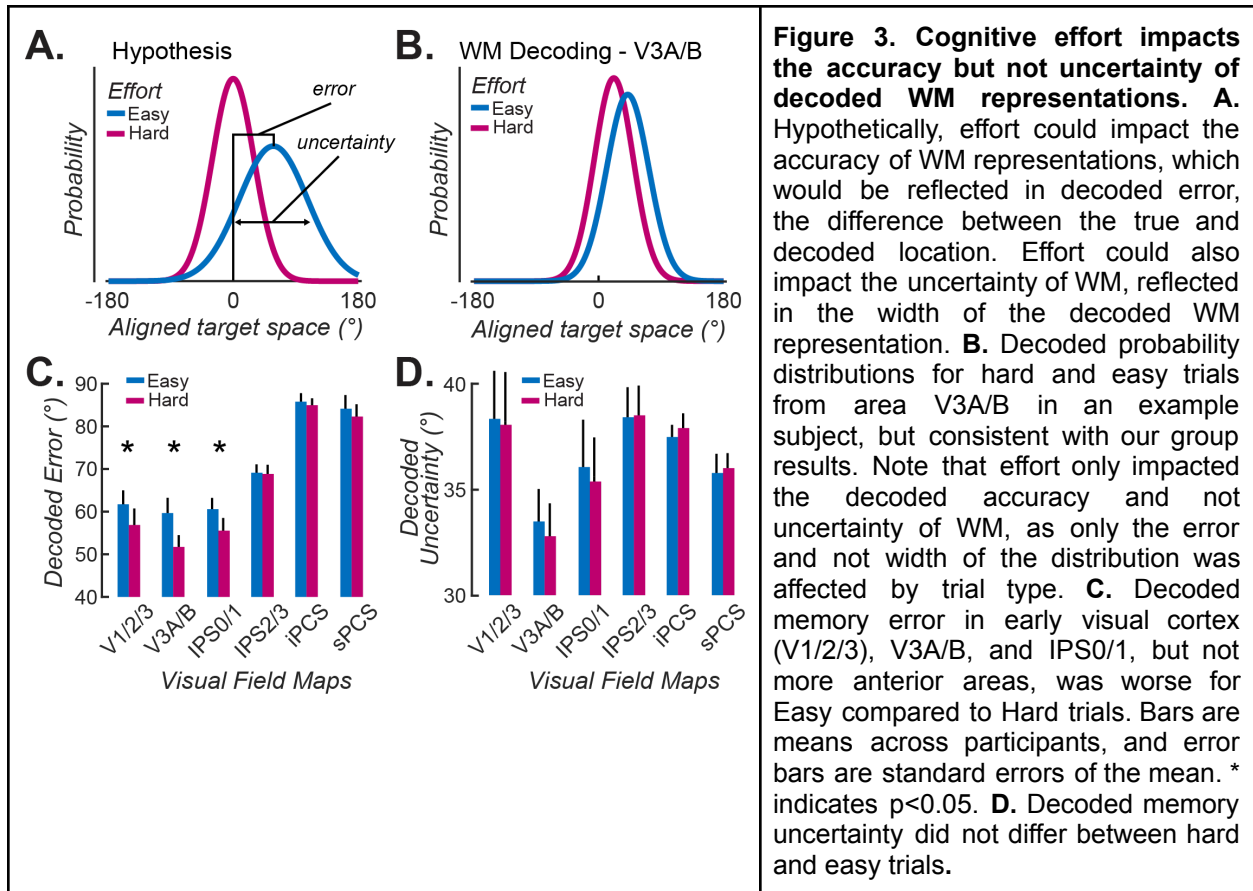 A. Hypothesis
Effort
Easy
Hard
error
uncertainty
Probability
-180 0 180
Aligned target space (°)
B. WM Decoding - V3A/B
Effort
Easy
Hard
Probability
-180 0 180
Aligned target space (°)
C.
Easy
Hard
90
80
70
60
50
40
* * *
Decoded Error (°)
V1/2/3 V3A/B IPS0/1 IPS2/3 iPCS sPCS
Visual Field Maps
D.
Easy
Hard
40
35
30
Decoded
Uncertainty (°)
V1/2/3 V3A/B IPS0/1 IPS2/3 iPCS sPCS
Visual Field Maps
Figure 3. Cognitive effort impacts
the accuracy but not uncertainty of
decoded WM representations. A.
Hypothetically, effort could impact the
accuracy of WM representations, which
would be reflected in decoded error,
the difference between the true and
decoded location. Effort could also
impact the uncertainty of WM, reflected
in the width of the decoded WM
representation. B. Decoded probability
distributions for hard and easy trials
from area V3A/B in an example
subject, but consistent with our group
results. Note that effort only impacted
the decoded accuracy and not
uncertainty of WM, as only the error
and not width of the distribution was
affected by trial type. C. Decoded
memory error in early visual cortex
(V1/2/3), V3A/B, and IPS0/1, but not
more anterior areas, was worse for
Easy compared to Hard trials. Bars are
means across participants, and error
bars are standard errors of the mean. *
indicates p<0.05. D. Decoded memory
uncertainty did not differ between hard
and easy trials.